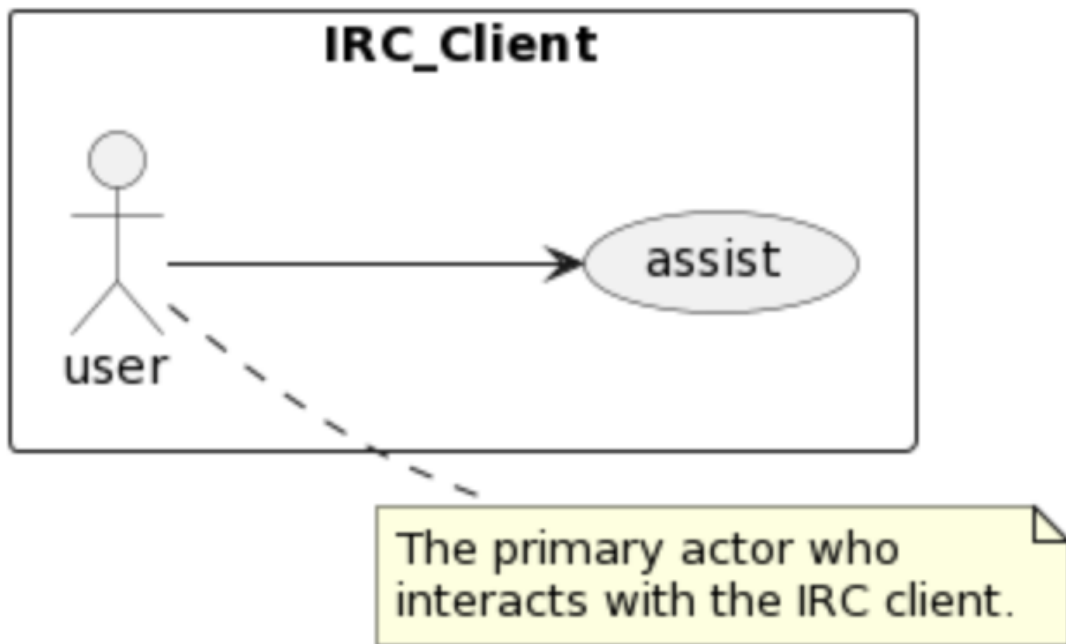 IRC_Client
assist
user
The primary actor who
interacts with the IRC client.